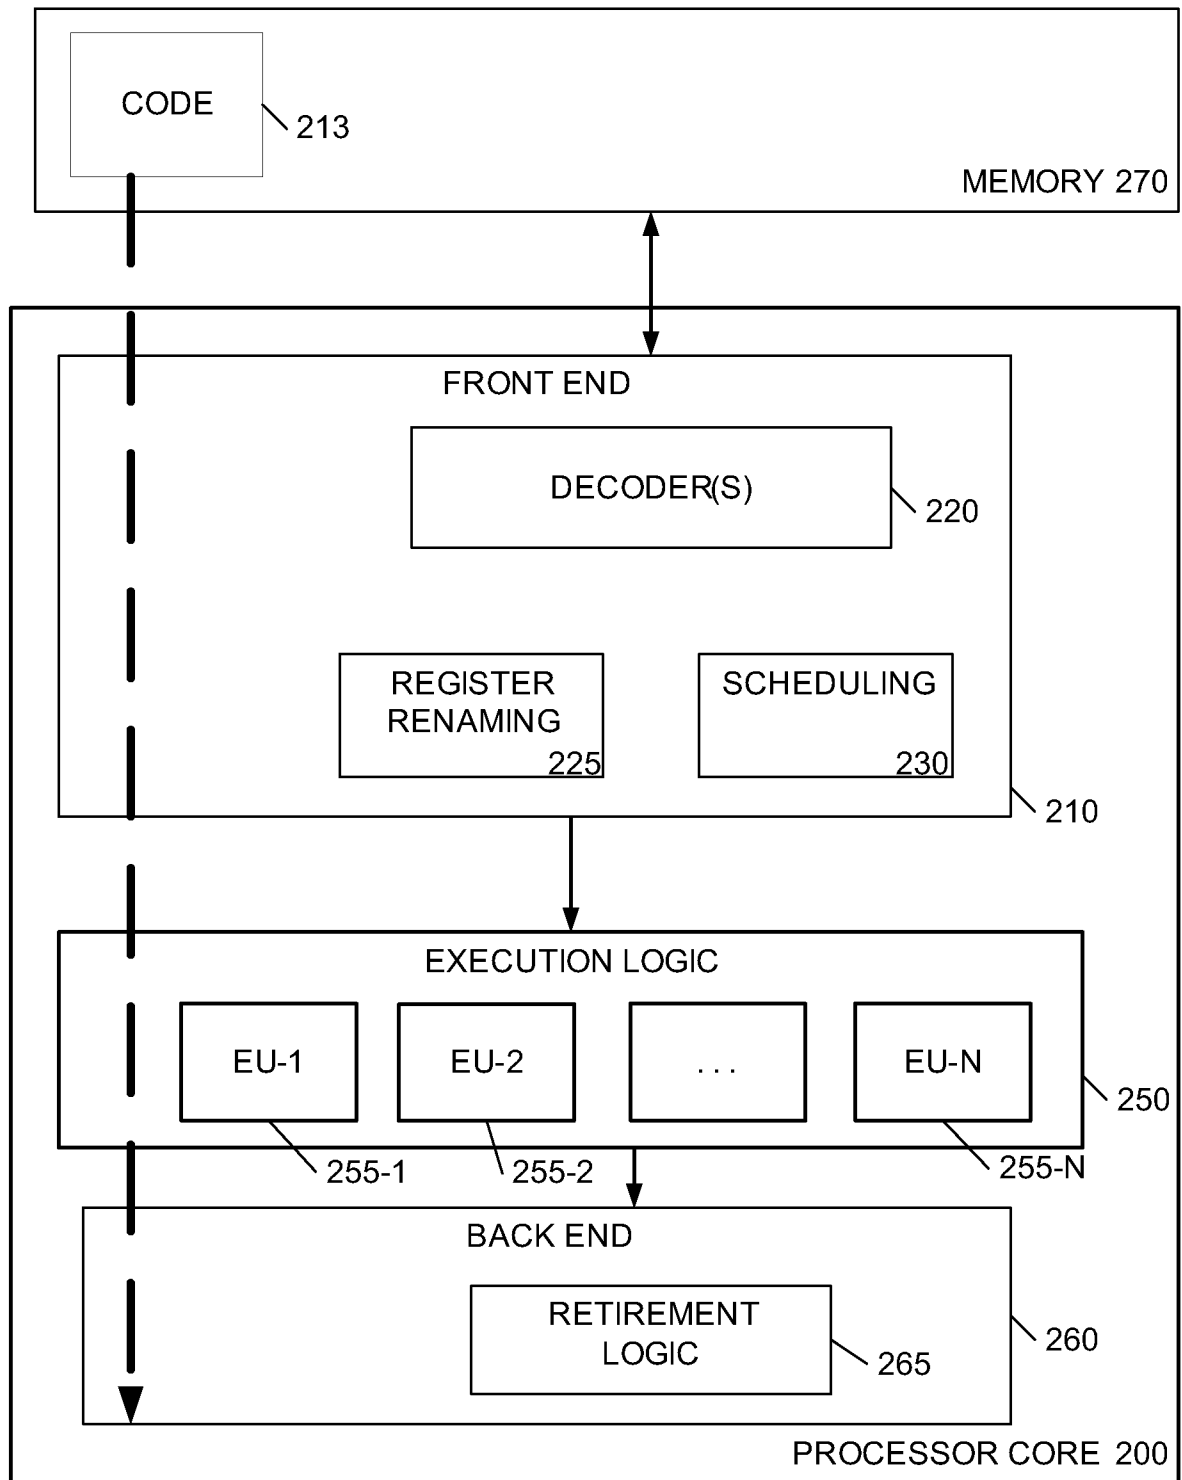 CODE
213
MEMORY 270
FRONT END
DECODER(S)
220
REGISTER
RENAMING
225
SCHEDULING
230
210
EXECUTION LOGIC
EU-1
EU-2
...
EU-N
250
255-1
255-2
255-N
BACK END
RETIREMENT
LOGIC
265
260
PROCESSOR CORE 200